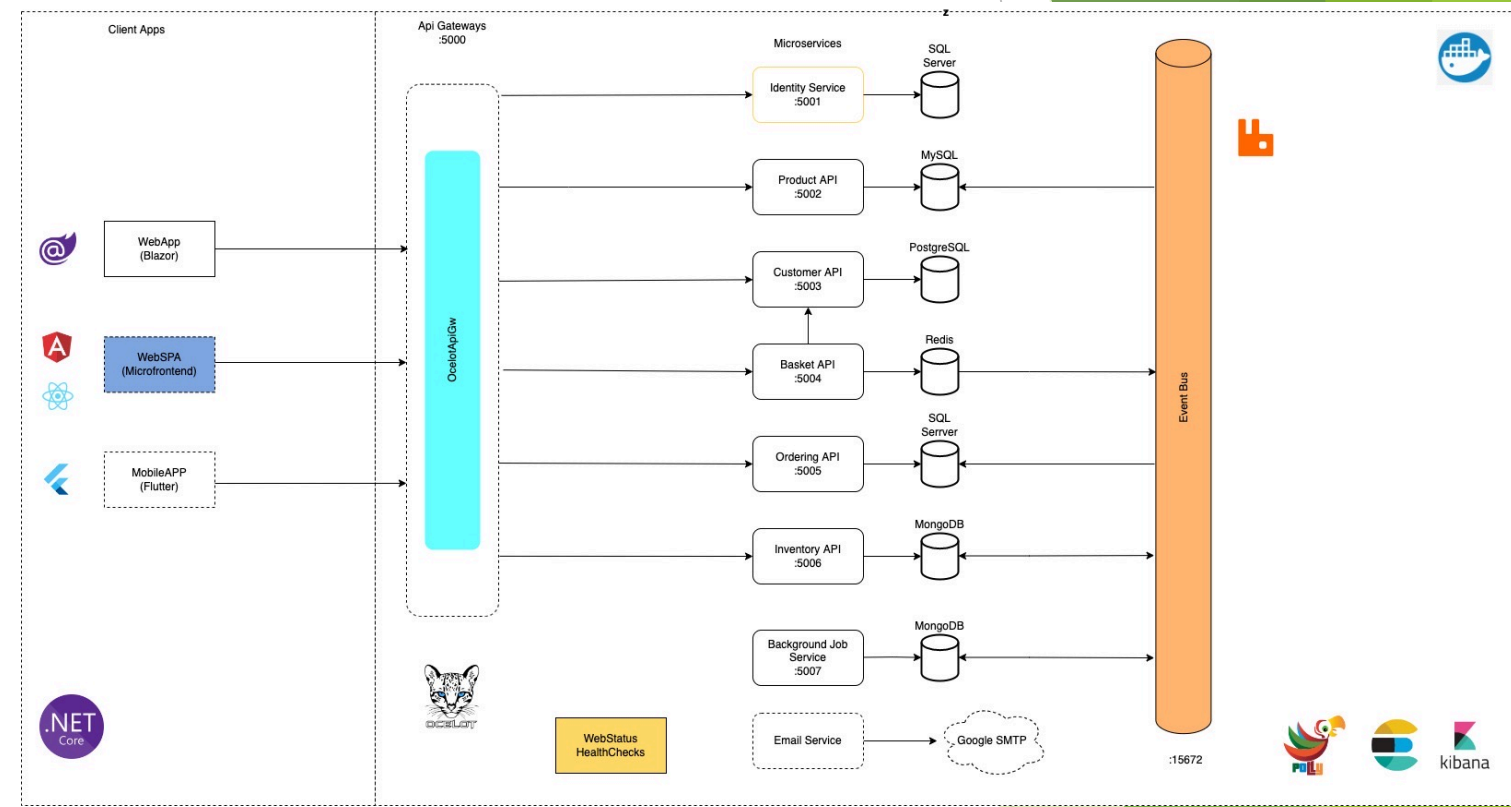 z
Client Apps
Api Gateways
:5000
Microservices
SQL
Server
Identity Service
:5001
MySQL
Product API
:5002
WebApp
(Blazor)
PostgreSQL
Customer API
:5003
WebSPA
(Microfrontend)
OcelotApiGw
Redis
Basket API
:5004
Event Bus
SQL
Serrver
Ordering API
:5005
MobileAPP
(Flutter)
MongoDB
Inventory API
:5006
MongoDB
Background Job
Service
:5007
OCELOT
.NET
Core
WebStatus
HealthChecks
Email Service
Google SMTP
:15672
POLLY
kibana